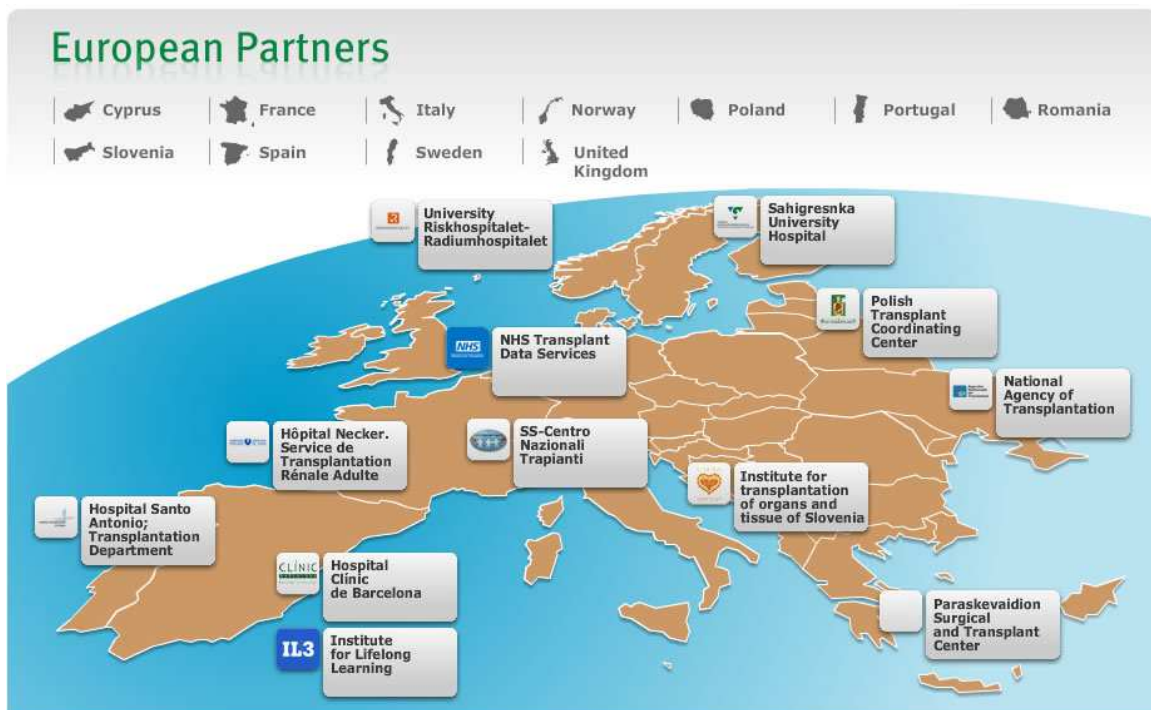 European Partners
Cyprus
France
Italy
Norway
Poland
Portugal
Romania
Slovenia
Spain
Sweden
United
Kingdom
University
Riskhospitalet-
Radiumhospitalet
Sahigresnka
University
Hospital
Polish
Transplant
Coordinating
Center
NHS
NHS Transplant
Data Services
National
Agency of
Transplantation
Hôpital Necker.
Service de
Transplantation
Rénale Adulte
SS-Centro
Nazionali
Trapianti
Institute for
transplantation
of organs and
tissue of Slovenia
Hospital Santo
Antonio;
Transplantation
Department
CLÍNIC
Hospital
Clínic
de Barcelona
Paraskevaidion
Surgical
and Transplant
Center
IL3
Institute
for Lifelong
Learning